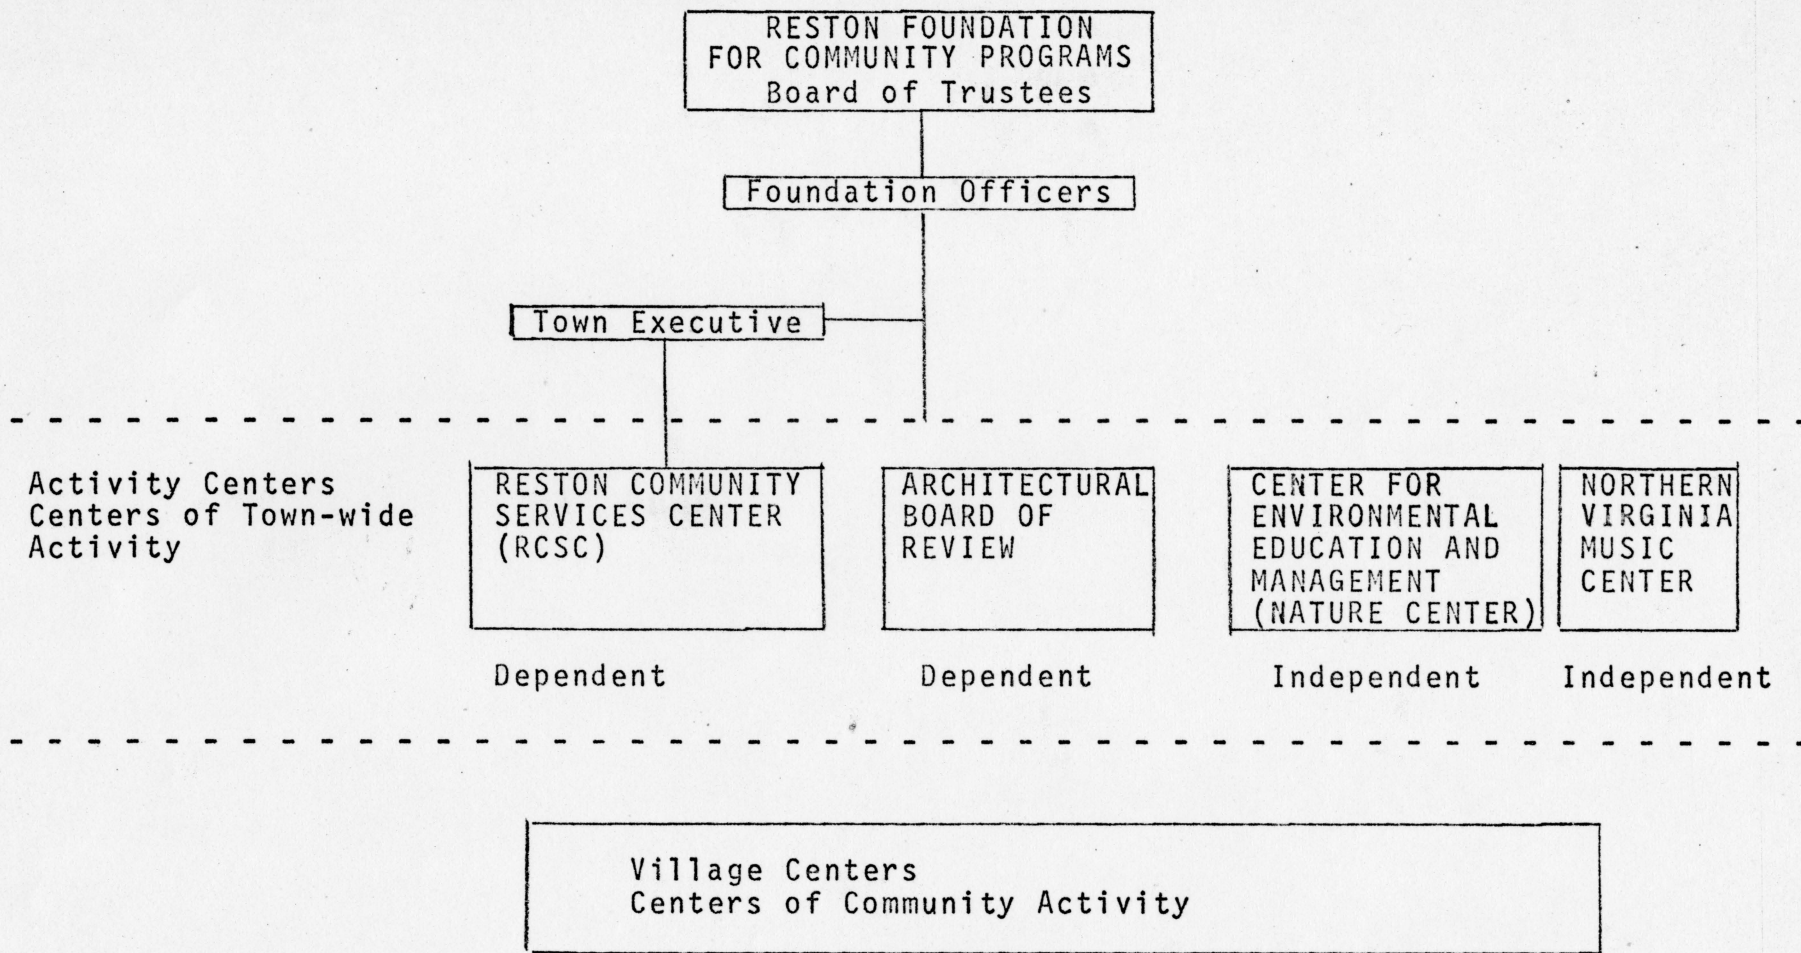 RESTON FOUNDATION
FOR COMMUNITY PROGRAMS
Board of Trustees
Foundation Officers
Town Executive
Activity Centers
Centers of Town-wide
Activity
RESTON COMMUNITY
SERVICES CENTER
(RCSC)
Dependent
ARCHITECTURAL
BOARD OF
REVIEW
Dependent
CENTER FOR
ENVIRONMENTAL
EDUCATION AND
MANAGEMENT
(NATURE CENTER)
Independent
NORTHERN
VIRGINIA
MUSIC
CENTER
Independent
Village Centers
Centers of Community Activity